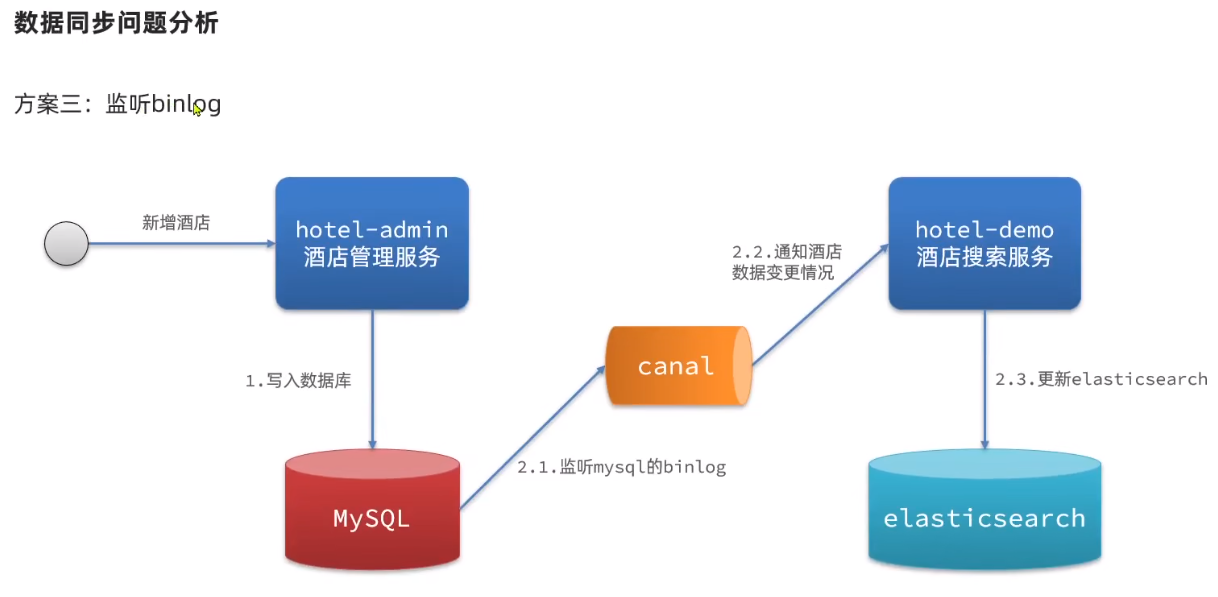 数据同步问题分析
方案三：监听binlog
新增酒店
hotel-admin
酒店管理服务
hotel-demo
酒店搜索服务
2.2.通知酒店
数据变更情况
canal
1.写入数据库
2.3.更新elasticsearch
2.1.监听mysql的binlog
MySQL
elasticsearch